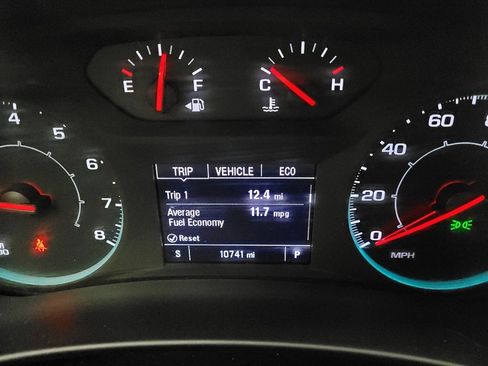 E F
C H
4
5
6
7
8
TRIP VEHICLE ECO
Trip 1 12.4 mi
Average 11.7 mpg
Fuel Economy
Reset
S 10741 mi P
80
60
40
20
0
MPH